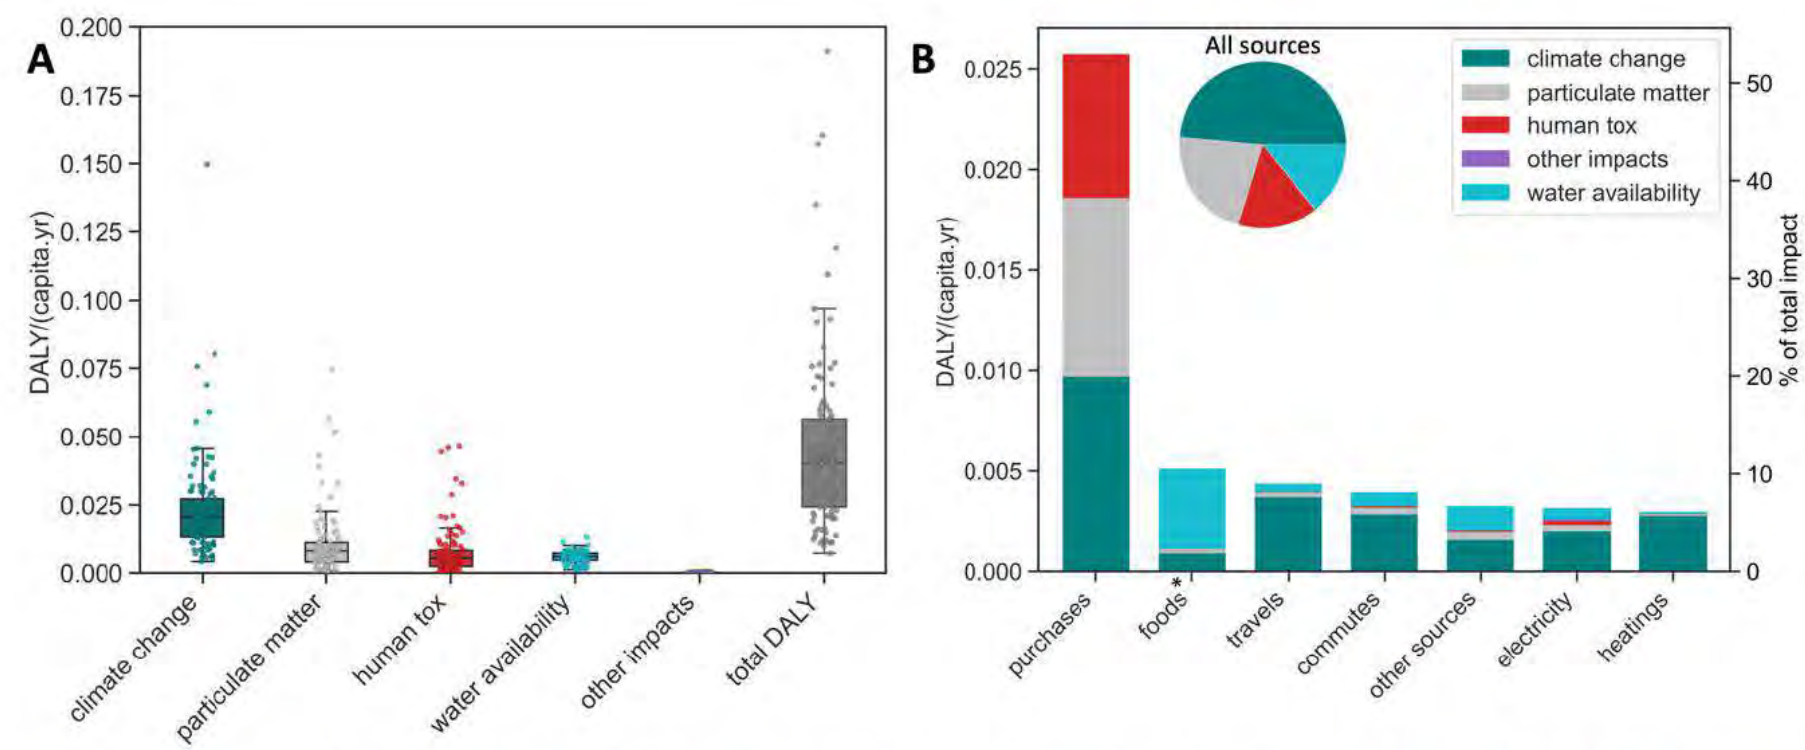 A
0.200
0.175
0.150
0.125
0.100
0.075
0.050
0.025
0.000
DALY/(capita.yr)
climate change
particulate matter
human tox
water availability
other impacts
total DALY
B
All sources
climate change
particulate matter
human tox
other impacts
water availability
0.025
0.020
0.015
0.010
0.005
0.000
DALY/(capita.yr)
50
40
30
20
10
0
% of total impact
purchases
*
foods
travels
commutes
other sources
electricity
heatings